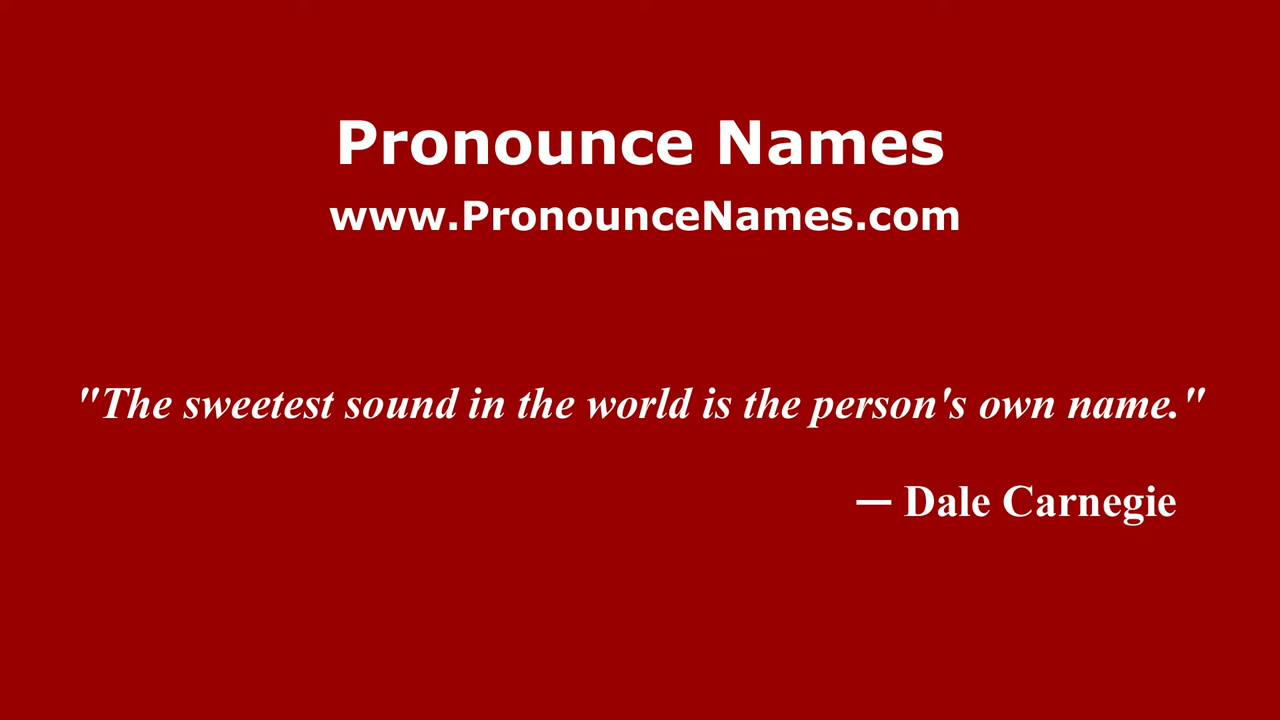 Pronounce Names
www.PronounceNames.com
"The sweetest sound in the world is the person's own name."
— Dale Carnegie